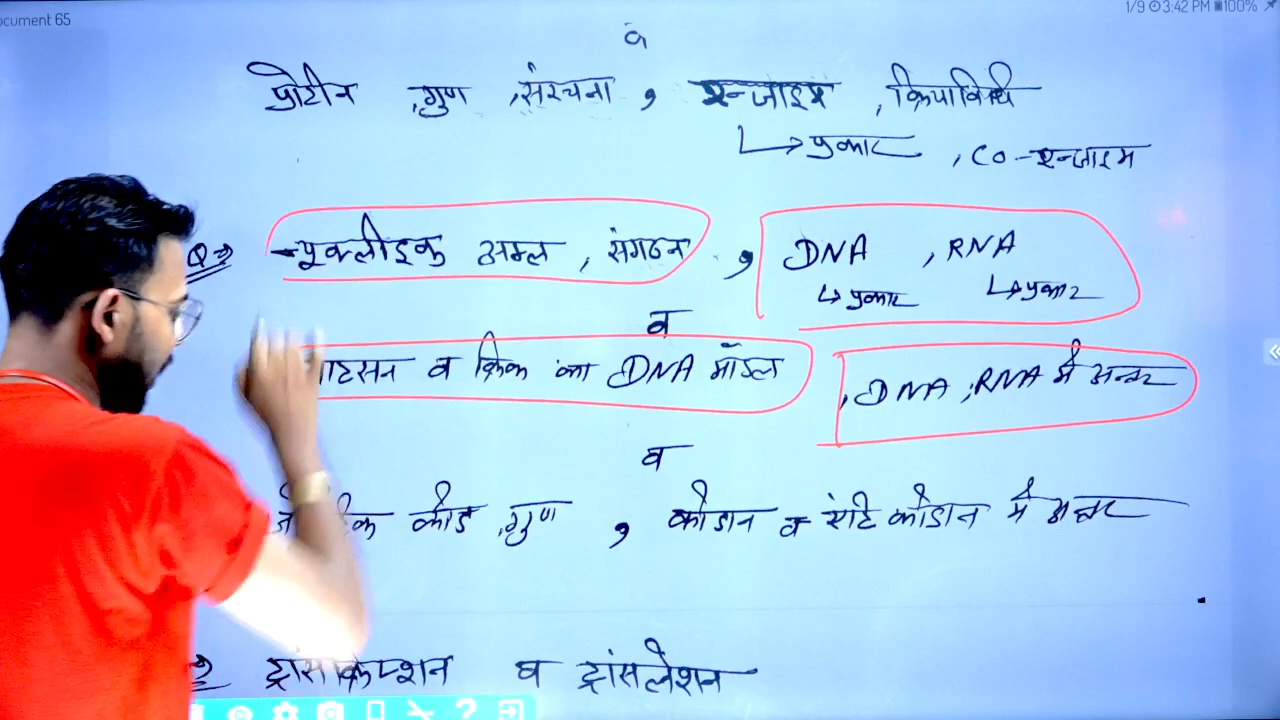 ocument 65
1/9 3:42 PM 100%
व
प्रोटीन , गुण , संरचना , एन्जाइम , क्रियाविधि
↳ प्रकार , CO-एन्जाइम
Q→ न्यूक्लीइक अम्ल , संगठन , DNA , RNA
↳ प्रकार ↳ प्रकार
व
वाटसन व क्रिक का DNA मॉडल , DNA , RNA में अन्तर
व
कोड , गुण , कोडान व एंटि कोडान में अन्तर
ट्रांसक्रिप्शन व ट्रांसलेशन